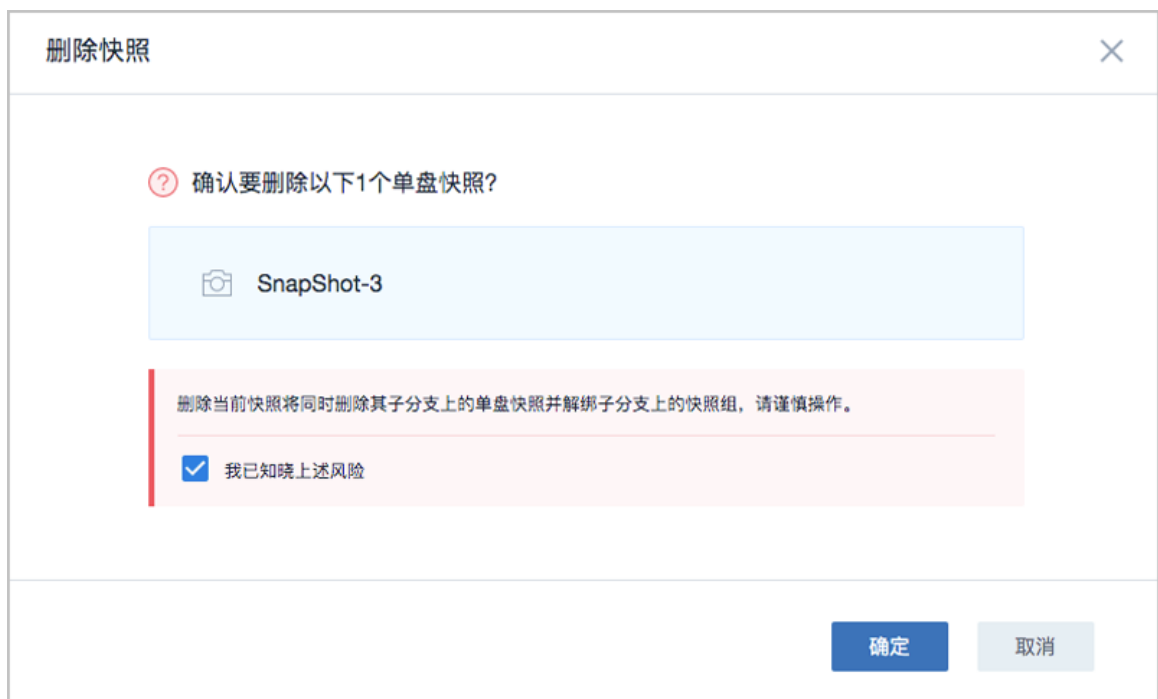 删除快照
确认要删除以下1个单盘快照?
SnapShot-3
删除当前快照将同时删除其子分支上的单盘快照并解绑子分支上的快照组，请谨慎操作。
我已知晓上述风险
确定
取消